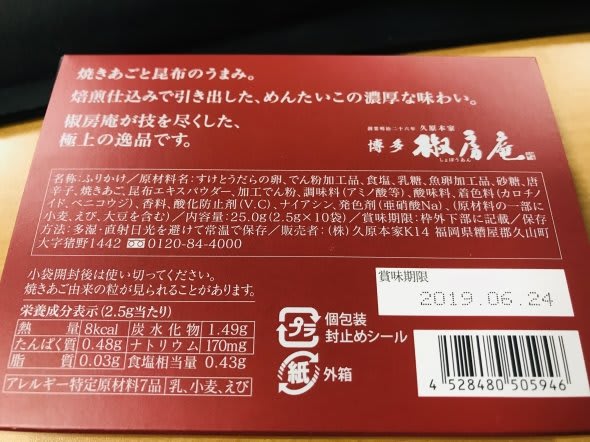 焼きあごと昆布のうまみ。
焙煎仕込みで引き出した、めんたいこの濃厚な味わい。
椒房庵が技を尽くした、
極上の逸品です。
創業明治二十六年 久原本家
博多 椒房庵
しょぼうあん
名称:ふりかけ/原材料名:すけとうだらの卵、でん粉加工品、食塩、乳糖、魚卵加工品、砂糖、唐
辛子、焼きあご、昆布エキスパウダー、加工でん粉、調味料(アミノ酸等)、酸味料、着色料(カロチノ
イド、ベニコウジ)、香料、酸化防止剤(V.C)、ナイアシン、発色剤(亜硝酸Na)、(原材料の一部に
小麦、えび、大豆を含む)/内容量:25.0g(2.5g×10袋)/賞味期限:枠外下部に記載/保存
方法:多湿・直射日光を避けて常温で保存/販売者:(株)久原本家K14 福岡県糟屋郡久山町
大字猪野1442 0120-84-4000
小袋開封後は使い切ってください。
焼きあご由来の粒が見られることがあります。
栄養成分表示(2.5g当たり)
熱量 8kcal 炭水化物 1.49g
たんぱく質 0.48g ナトリウム 170mg
脂質 0.03g 食塩相当量 0.43g
アレルギー特定原材料7品 乳、小麦、えび
賞味期限
2019.06.24
プラ 個包装
封止めシール
紙 外箱
4 528480 505946